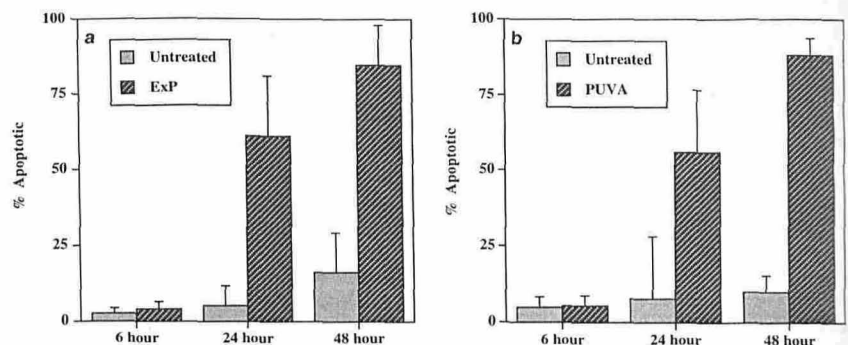 a
Untreated
ExP
% Apoptotic
100
75
50
25
0
6 hour
24 hour
48 hour
b
Untreated
PUVA
% Apoptotic
100
75
50
25
0
6 hour
24 hour
48 hour